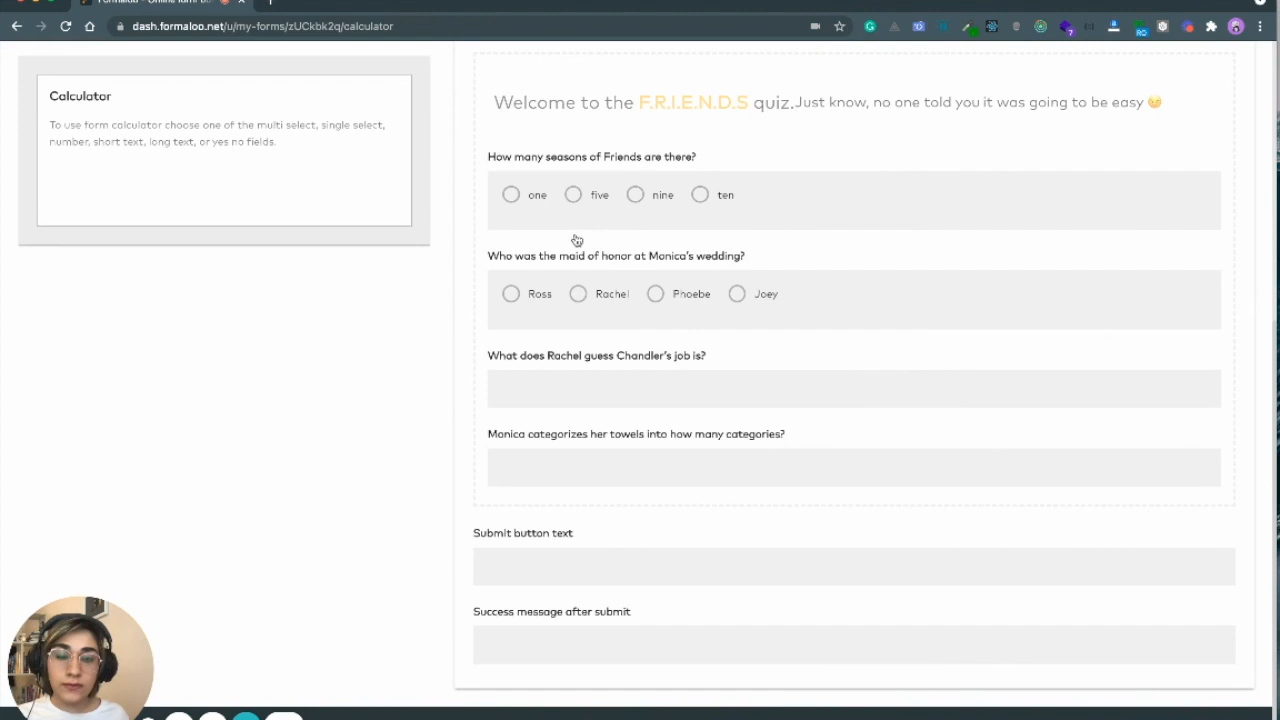 dash.formaloo.net/u/my-forms/zUCkbk2q/calculator
Calculator
To use form calculator choose one of the multi select, single select,
number, short text, long text, or yes no fields.
Welcome to the F.R.I.E.N.D.S quiz.Just know, no one told you it was going to be easy 😉
How many seasons of Friends are there?
one five nine ten
Who was the maid of honor at Monica's wedding?
Ross Rachel Phoebe Joey
What does Rachel guess Chandler's job is?
Monica categorizes her towels into how many categories?
Submit button text
Success message after submit